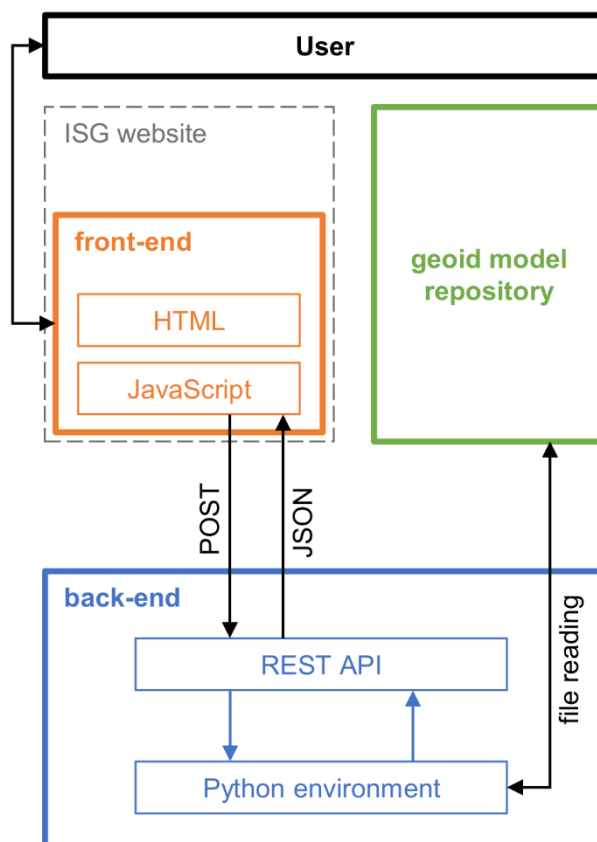 User
ISG website
front-end
HTML
JavaScript
geoid model
repository
POST
JSON
file reading
back-end
REST API
Python environment